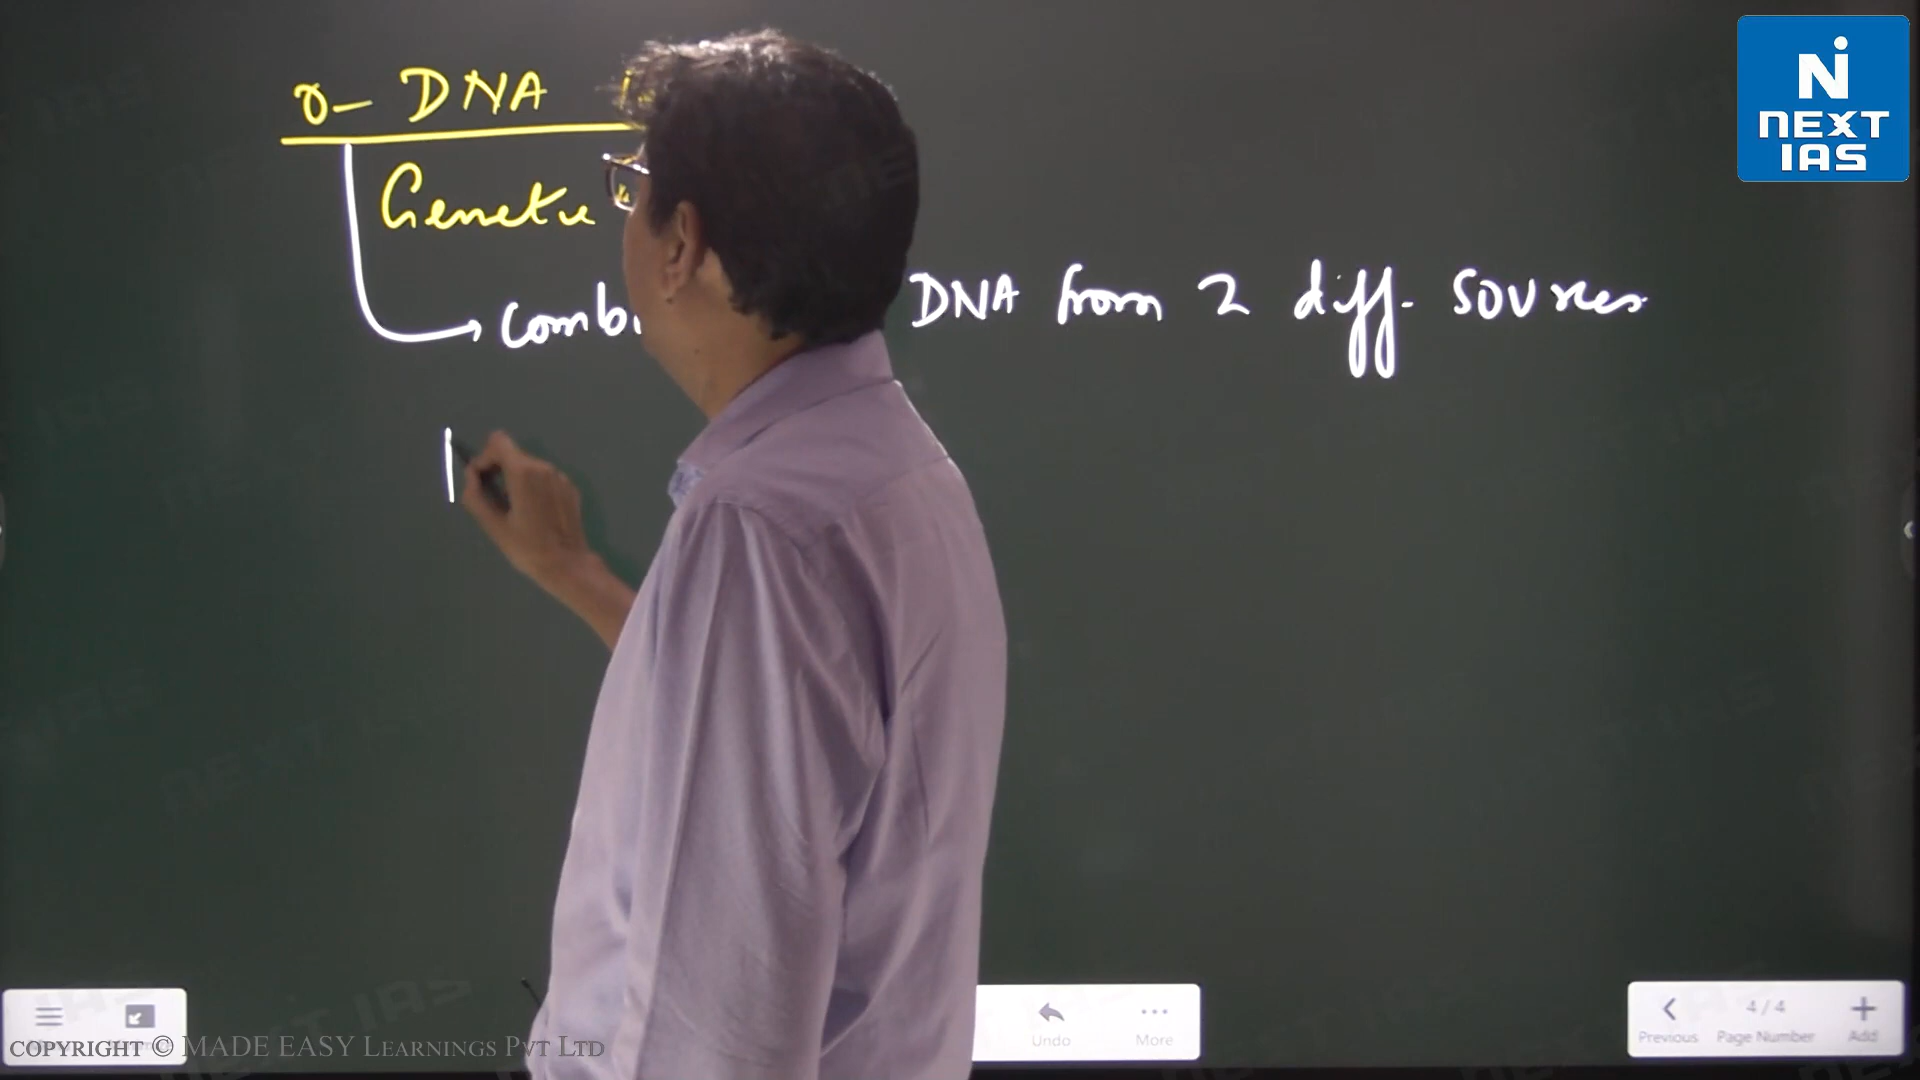 r- DNA
Genetic
combi
DNA from 2 diff. sources
N
NEXT
IAS
Undo
More
Previous
4 / 4
Page Number
Add
COPYRIGHT © MADE EASY LEARNINGS PVT LTD